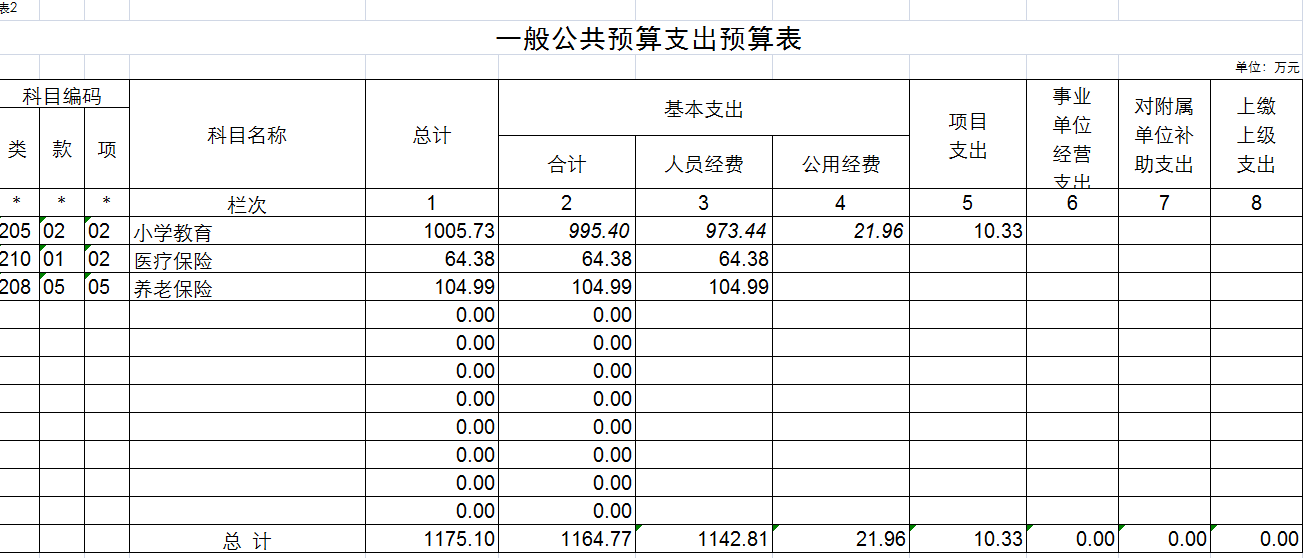 表2
一般公共预算支出预算表
单位：万元
科目编码 科目名称 总计 基本支出 项目支出 事业单位经营支出 对附属单位补助支出 上缴上级支出
类 款 项 合计 人员经费 公用经费
* * * 栏次 1 2 3 4 5 6 7 8
205 02 02 小学教育 1005.73 995.40 973.44 21.96 10.33
210 01 02 医疗保险 64.38 64.38 64.38
208 05 05 养老保险 104.99 104.99 104.99
0.00 0.00
0.00 0.00
0.00 0.00
0.00 0.00
0.00 0.00
0.00 0.00
0.00 0.00
0.00 0.00
总 计 1175.10 1164.77 1142.81 21.96 10.33 0.00 0.00 0.00